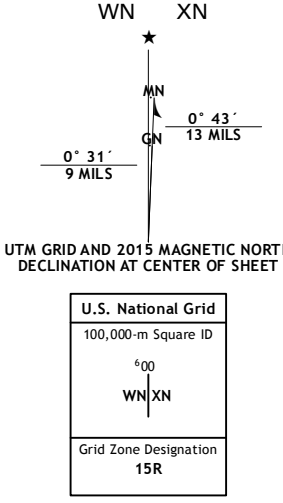 WN XN
★
MN
0° 43´
GN
13 MILS
0° 31´
9 MILS
UTM GRID AND 2015 MAGNETIC NORT
DECLINATION AT CENTER OF SHEET
U.S. National Grid
100,000-m Square ID
⁶00
WN XN
Grid Zone Designation
15R